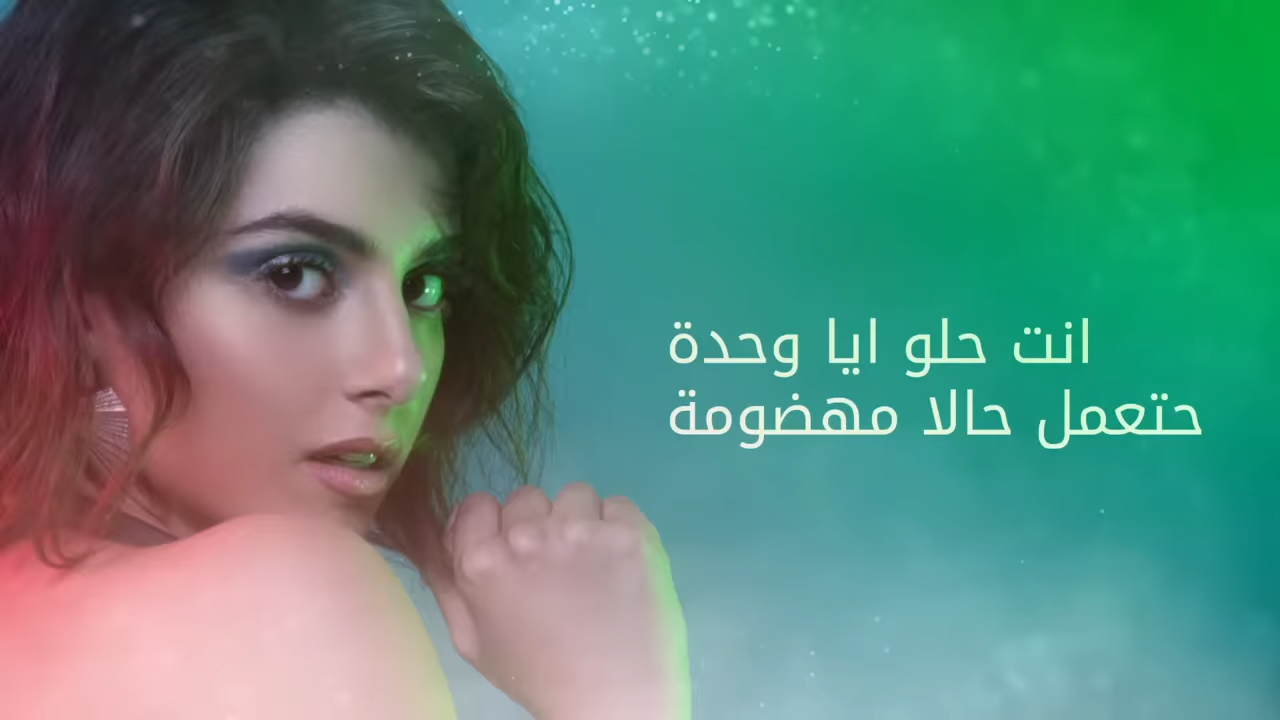 انت حلو ايا وحدة
حتعمل حالا مهضومة